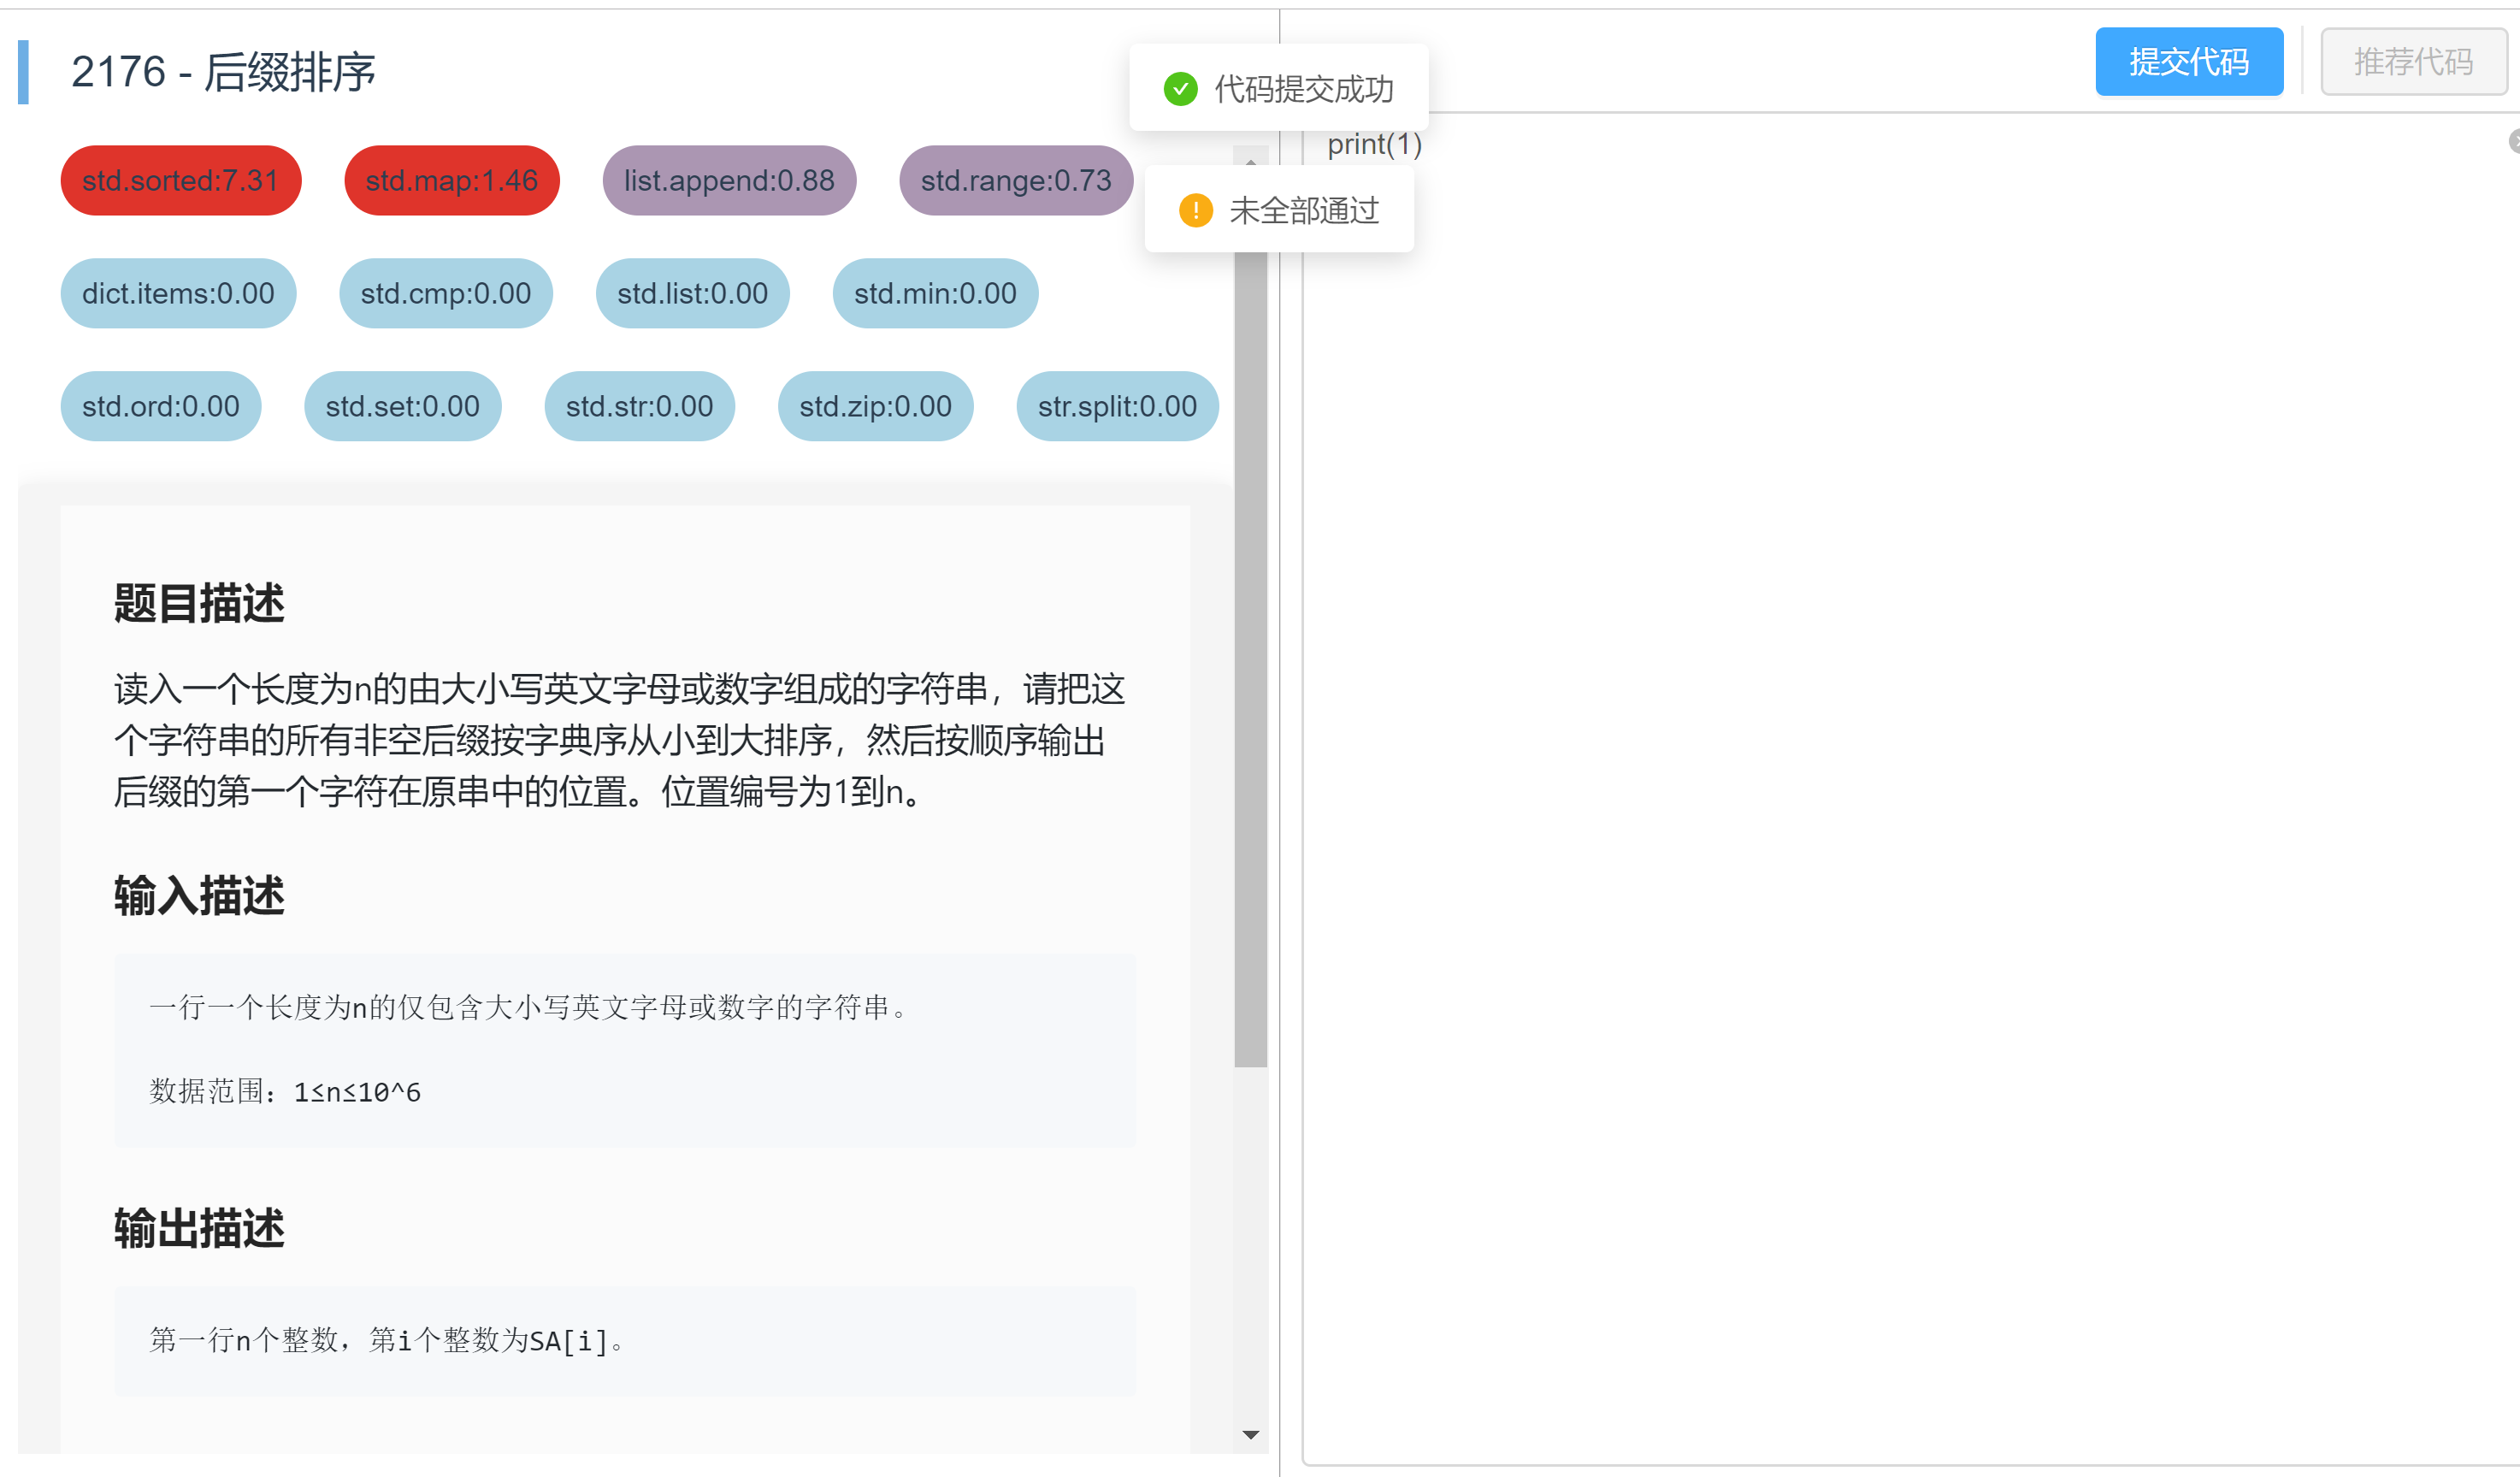 2176 - 后缀排序
代码提交成功
未全部通过
提交代码
推荐代码
std.sorted:7.31
std.map:1.46
list.append:0.88
std.range:0.73
dict.items:0.00
std.cmp:0.00
std.list:0.00
std.min:0.00
std.ord:0.00
std.set:0.00
std.str:0.00
std.zip:0.00
str.split:0.00
题目描述
读入一个长度为n的由大小写英文字母或数字组成的字符串，请把这
个字符串的所有非空后缀按字典序从小到大排序，然后按顺序输出
后缀的第一个字符在原串中的位置。位置编号为1到n。
输入描述
一行一个长度为n的仅包含大小写英文字母或数字的字符串。
数据范围：1≤n≤10^6
输出描述
第一行n个整数，第i个整数为SA[i]。
print(1)